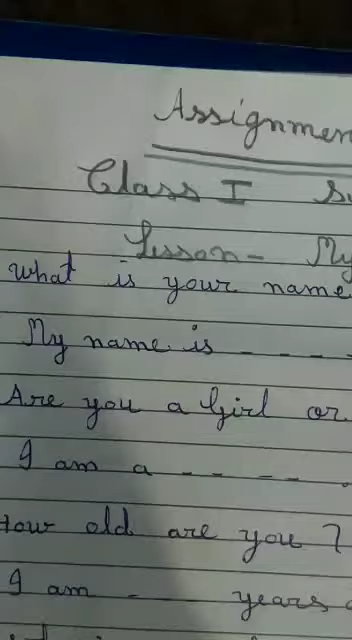 Assignmen
Class I S
Lesson - My
What is your name
My name is - - - -
Are you a Girl or
I am a - - - - - .
How old are you ?
I am - - - years